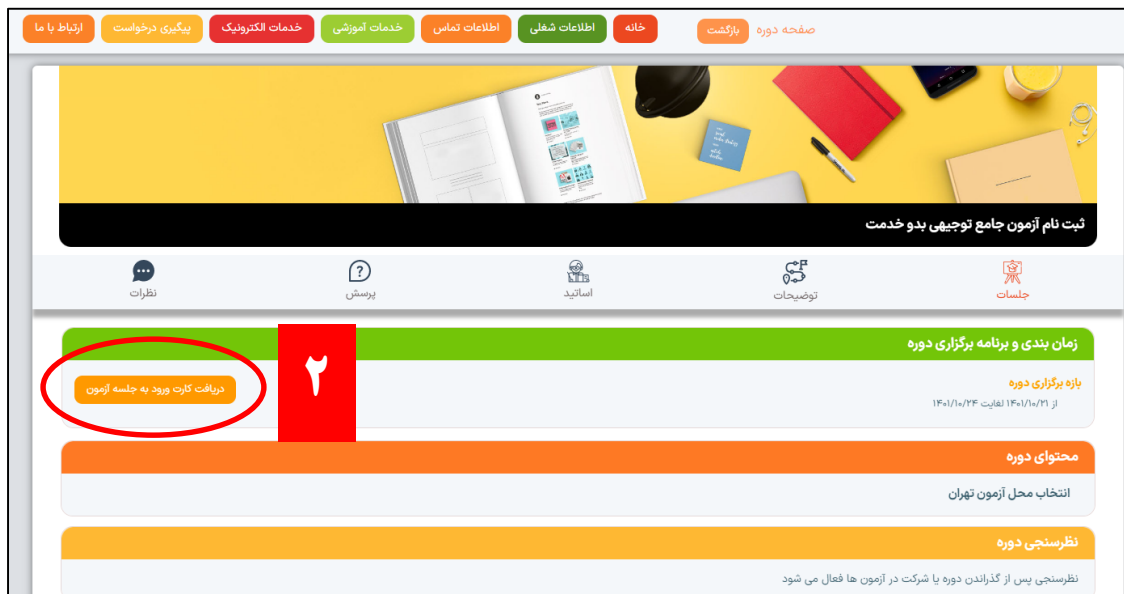 صفحه دوره بازگشت خانه اطلاعات شغلی اطلاعات تماس خدمات آموزشی خدمات الکترونیک پیگیری درخواست ارتباط با ما
ثبت نام آزمون جامع توجیهی بدو خدمت
جلسات توضیحات اساتید پرسش نظرات
زمان بندی و برنامه برگزاری دوره
۲
بازه برگزاری دوره
دریافت کارت ورود به جلسه آزمون
از ۱۴۰۱/۱۰/۲۱ لغایت ۱۴۰۱/۱۰/۲۴
محتوای دوره
انتخاب محل آزمون تهران
نظرسنجی دوره
نظرسنجی پس از گذراندن دوره یا شرکت در آزمون ها فعال می شود